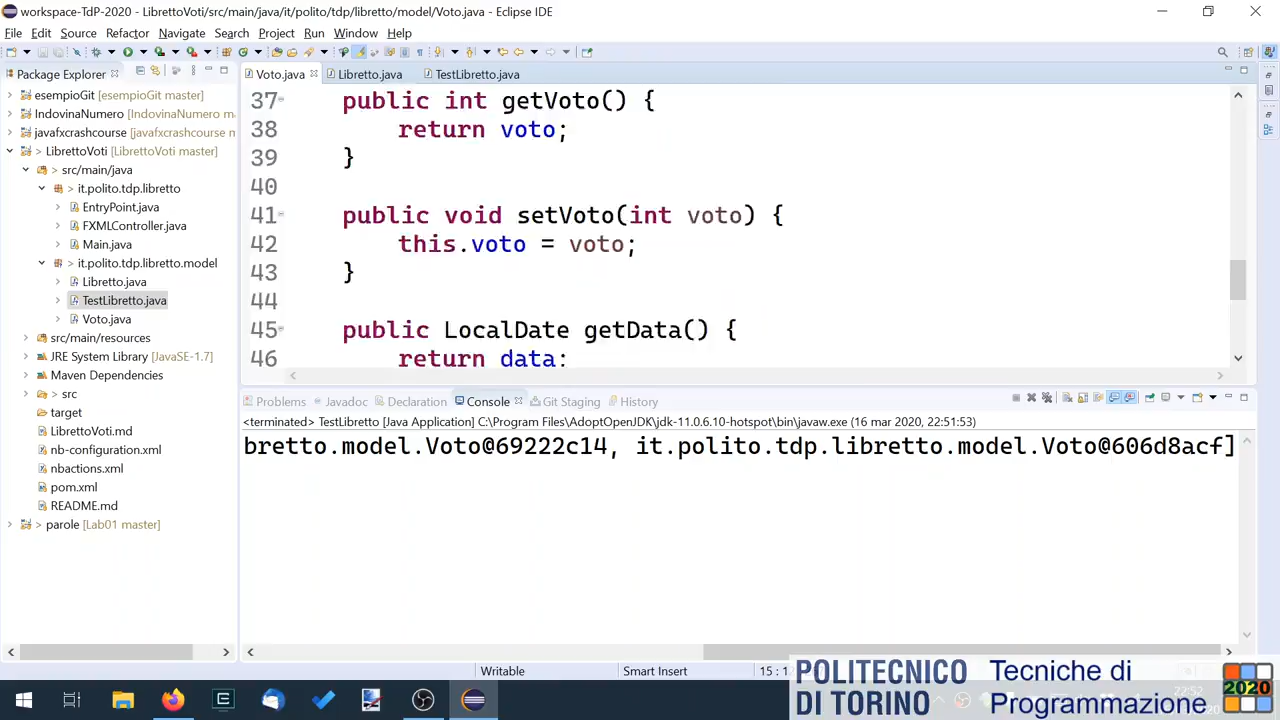 workspace-TdP-2020 - LibrettoVoti/src/main/java/it/polito/tdp/libretto/model/Voto.java - Eclipse IDE
File Edit Source Refactor Navigate Search Project Run Window Help
Package Explorer
Voto.java Libretto.java TestLibretto.java
> esempioGit [esempioGit master]
IndovinaNumero [IndovinaNumero ma
javafxcrashcourse [javafxcrashcourse m
> LibrettoVoti [LibrettoVoti master]
> src/main/java
> it.polito.tdp.libretto
EntryPoint.java
FXMLController.java
Main.java
> it.polito.tdp.libretto.model
Libretto.java
TestLibretto.java
Voto.java
src/main/resources
JRE System Library [JavaSE-1.7]
Maven Dependencies
> src
target
LibrettoVoti.md
nb-configuration.xml
nbactions.xml
pom.xml
README.md
> parole [Lab01 master]
37 public int getVoto() {
38 return voto;
39 }
40
41 public void setVoto(int voto) {
42 this.voto = voto;
43 }
44
45 public LocalDate getData() {
46 return data;
Problems Javadoc Declaration Console Git Staging History
<terminated> TestLibretto [Java Application] C:\Program Files\AdoptOpenJDK\jdk-11.0.6.10-hotspot\bin\javaw.exe (16 mar 2020, 22:51:53)
bretto.model.Voto@69222c14, it.polito.tdp.libretto.model.Voto@606d8acf]
Writable Smart Insert 15 : 1
POLITECNICO
DI TORINO
Tecniche di
Programmazione
2020